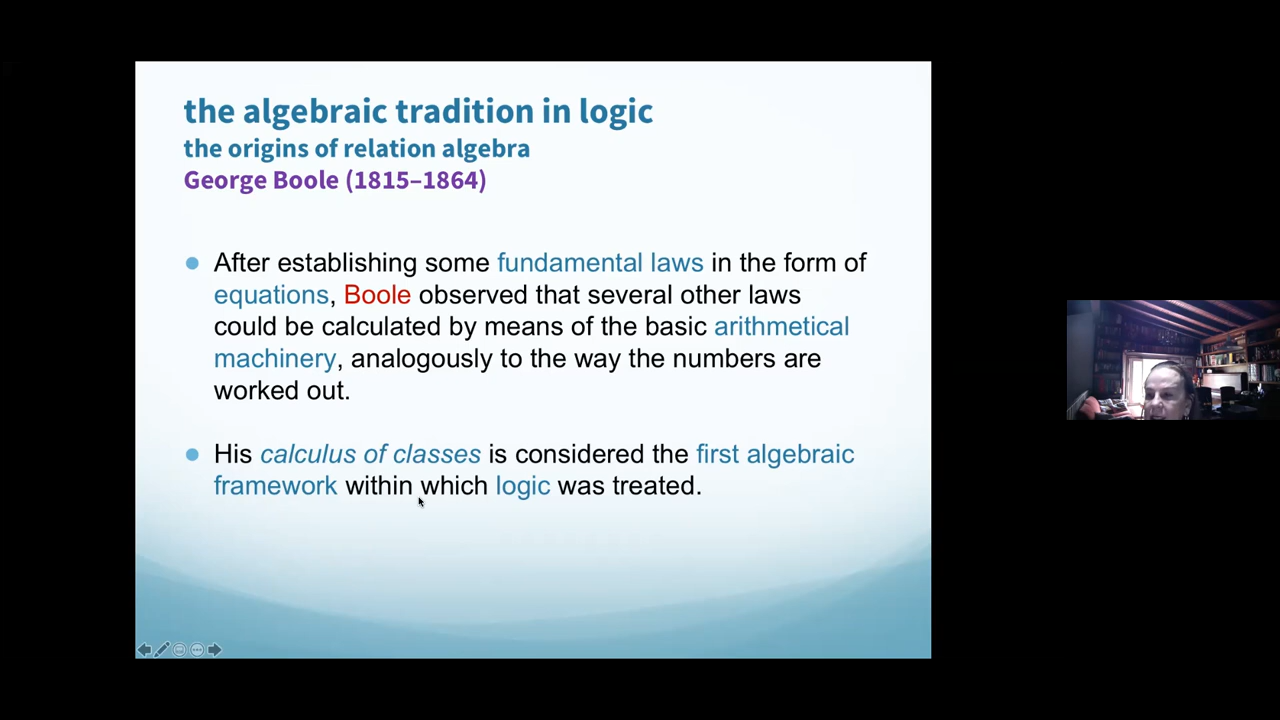 the algebraic tradition in logic
the origins of relation algebra
George Boole (1815–1864)
After establishing some fundamental laws in the form of
equations, Boole observed that several other laws
could be calculated by means of the basic arithmetical
machinery, analogously to the way the numbers are
worked out.
His calculus of classes is considered the first algebraic
framework within which logic was treated.